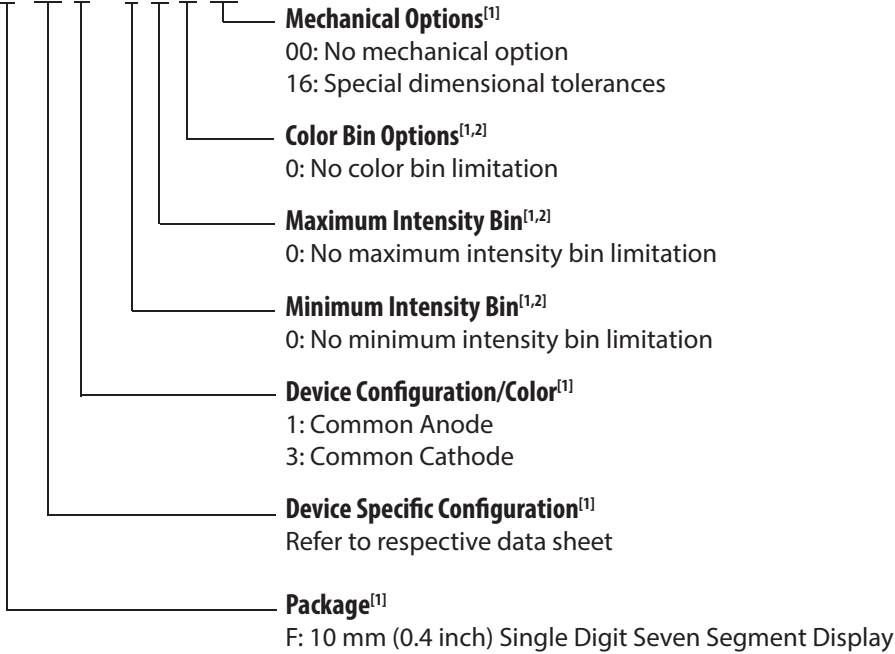 Mechanical Options[1]
00: No mechanical option
16: Special dimensional tolerances
Color Bin Options[1,2]
0: No color bin limitation
Maximum Intensity Bin[1,2]
0: No maximum intensity bin limitation
Minimum Intensity Bin[1,2]
0: No minimum intensity bin limitation
Device Configuration/Color[1]
1: Common Anode
3: Common Cathode
Device Specific Configuration[1]
Refer to respective data sheet
Package[1]
F: 10 mm (0.4 inch) Single Digit Seven Segment Display